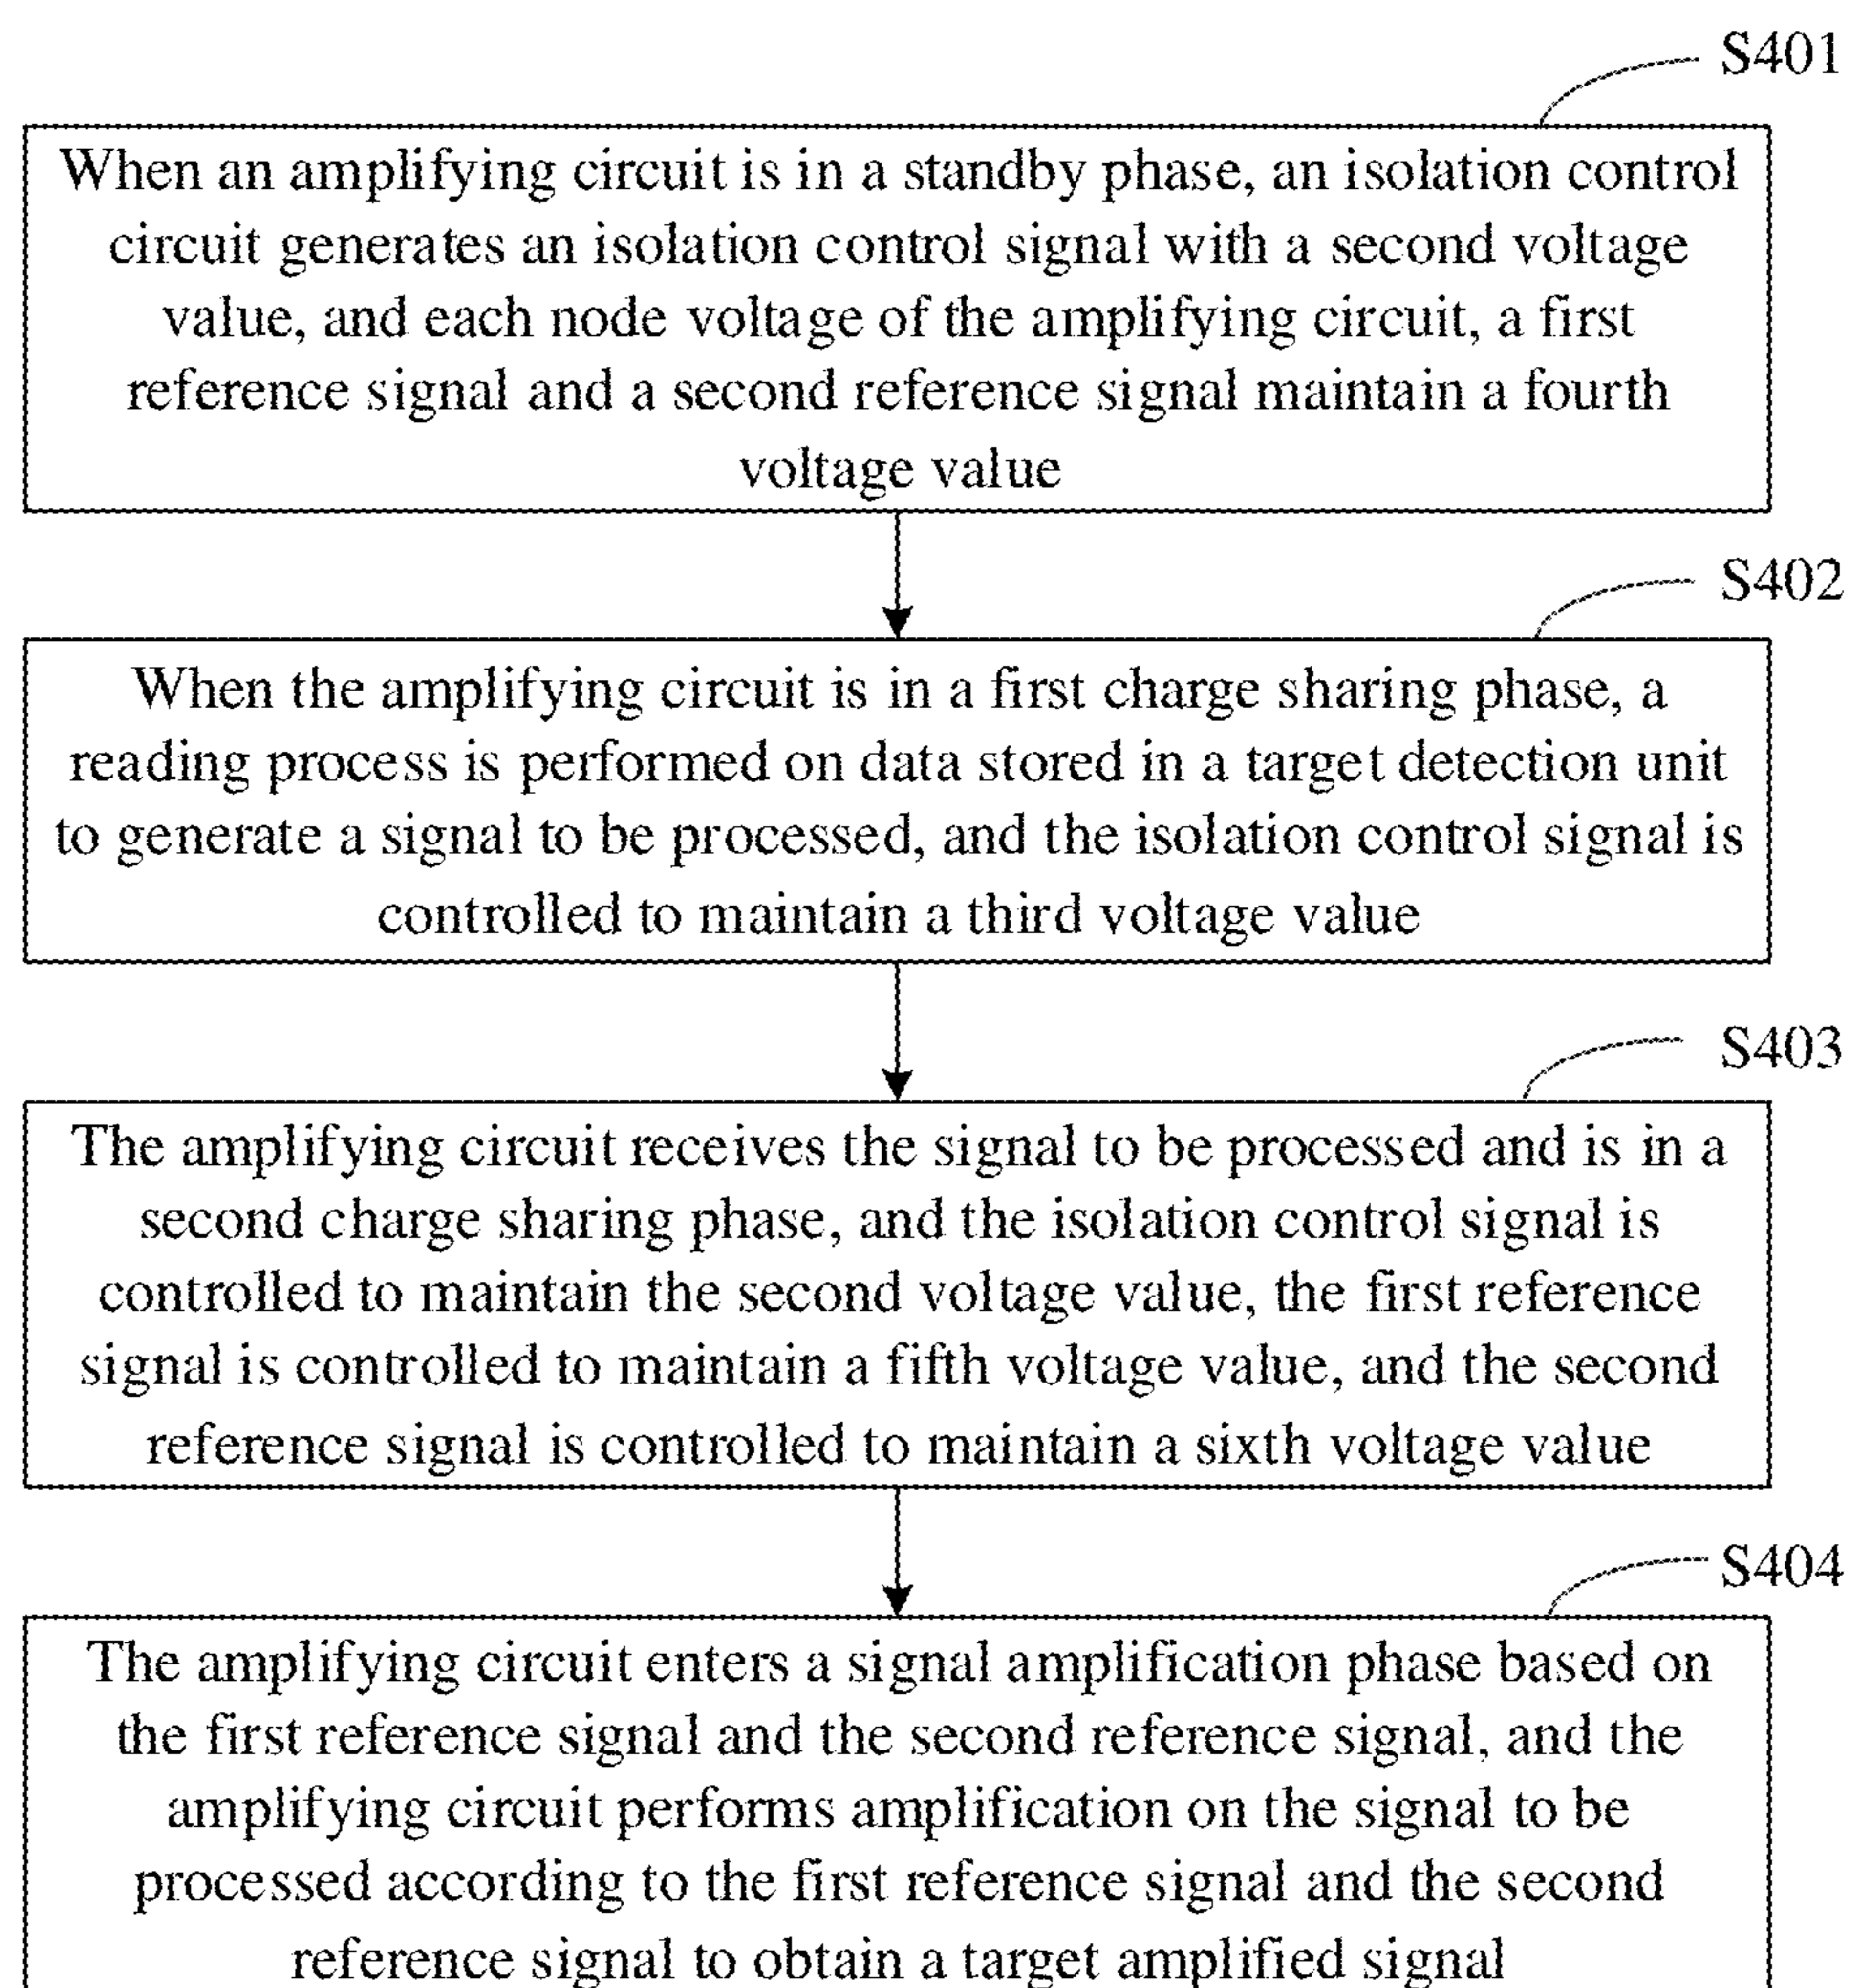 S401
When an amplifying circuit is in a standby phase, an isolation control
circuit generates an isolation control signal with a second voltage
value, and each node voltage of the amplifying circuit, a first
reference signal and a second reference signal maintain a fourth
voltage value
S402
When the amplifying circuit is in a first charge sharing phase, a
reading process is performed on data stored in a target detection unit
to generate a signal to be processed, and the isolation control signal is
controlled to maintain a third voltage value
S403
The amplifying circuit receives the signal to be processed and is in a
second charge sharing phase, and the isolation control signal is
controlled to maintain the second voltage value, the first reference
signal is controlled to maintain a fifth voltage value, and the second
reference signal is controlled to maintain a sixth voltage value
S404
The amplifying circuit enters a signal amplification phase based on
the first reference signal and the second reference signal, and the
amplifying circuit performs amplification on the signal to be
processed according to the first reference signal and the second
reference signal to obtain a target amplified signal